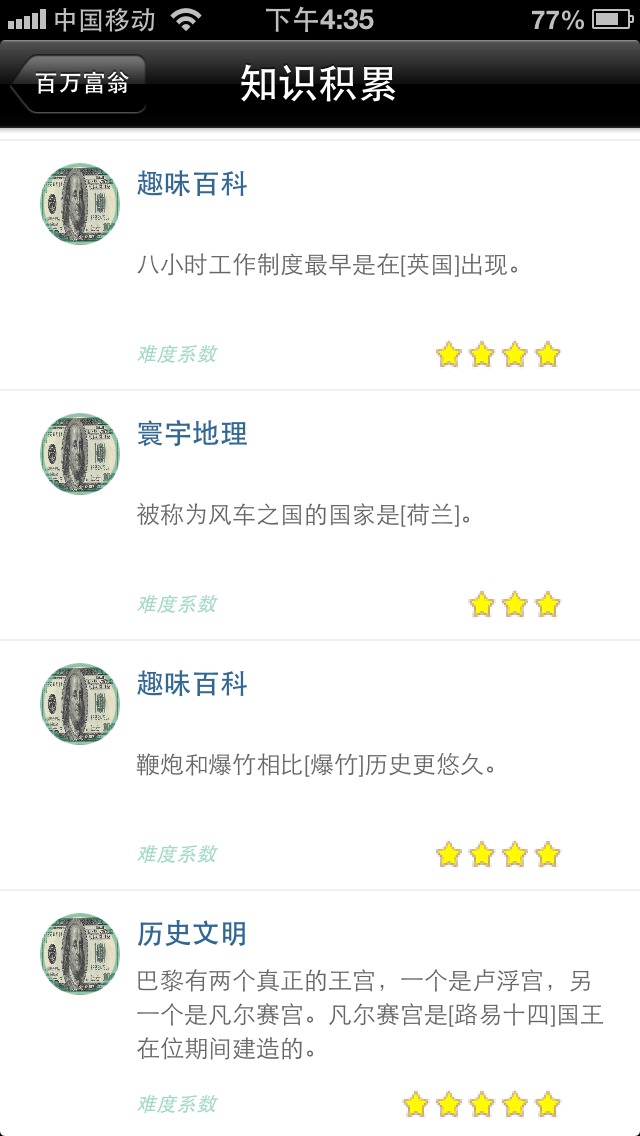 中国移动 下午4:35 77%
百万富翁 知识积累
趣味百科
八小时工作制度最早是在[英国]出现。
难度系数
寰宇地理
被称为风车之国的国家是[荷兰]。
难度系数
趣味百科
鞭炮和爆竹相比[爆竹]历史更悠久。
难度系数
历史文明
巴黎有两个真正的王宫，一个是卢浮宫，另
一个是凡尔赛宫。凡尔赛宫是[路易十四]国王
在位期间建造的。
难度系数